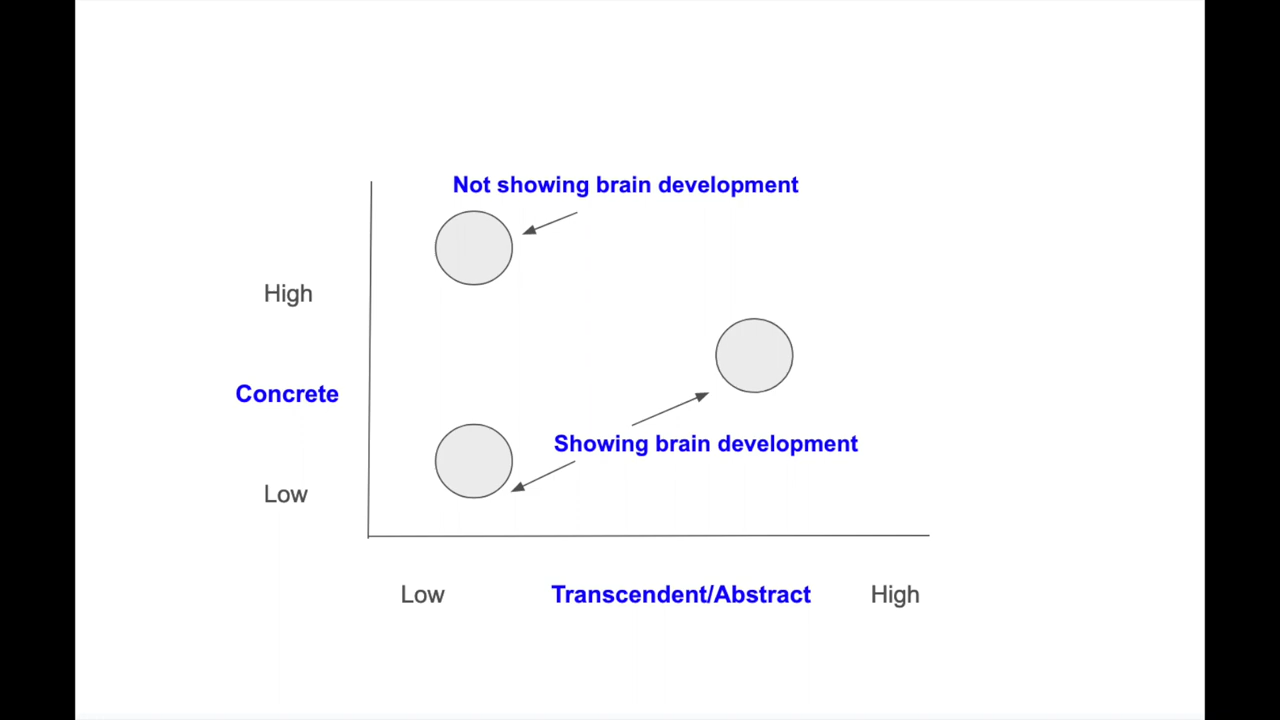 Not showing brain development
High
Concrete
Showing brain development
Low
Low
Transcendent/Abstract
High